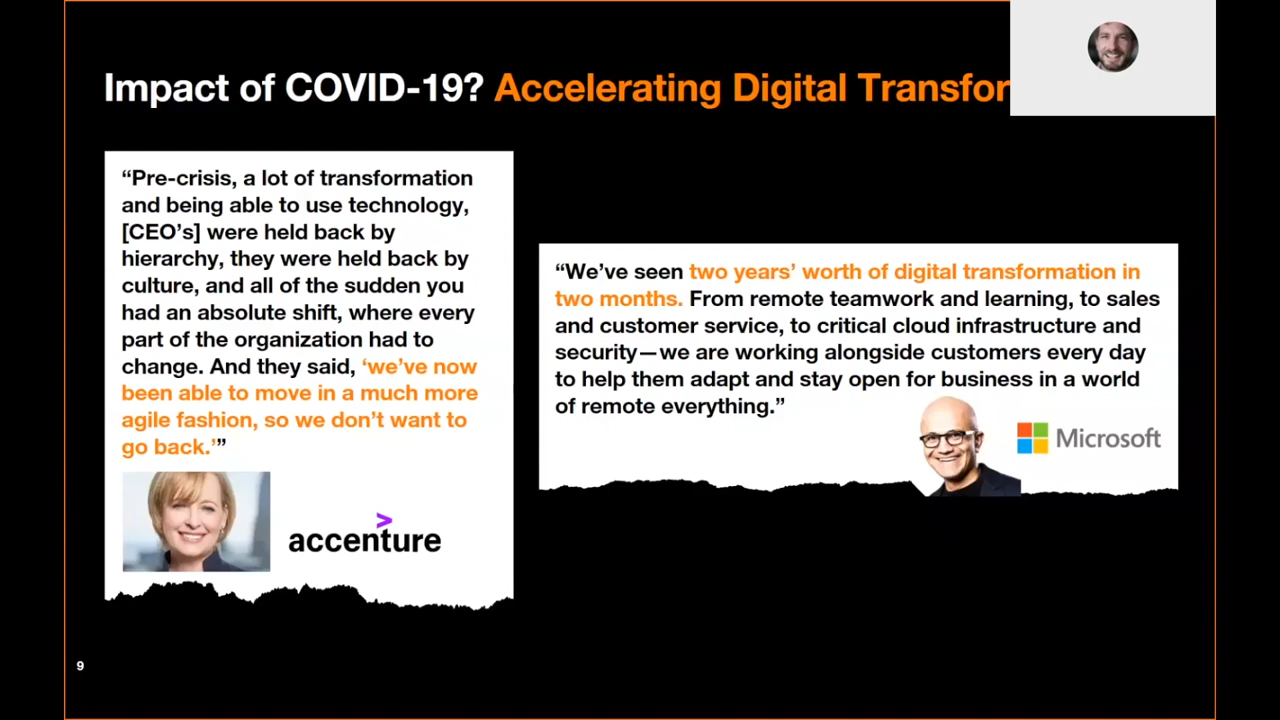 Impact of COVID-19? Accelerating Digital Transfor
“Pre-crisis, a lot of transformation
and being able to use technology,
[CEO’s] were held back by
hierarchy, they were held back by
culture, and all of the sudden you
had an absolute shift, where every
part of the organization had to
change. And they said, ‘we’ve now
been able to move in a much more
agile fashion, so we don’t want to
go back.’”
>
accenture
“We’ve seen two years’ worth of digital transformation in
two months. From remote teamwork and learning, to sales
and customer service, to critical cloud infrastructure and
security—we are working alongside customers every day
to help them adapt and stay open for business in a world
of remote everything.”
Microsoft
9